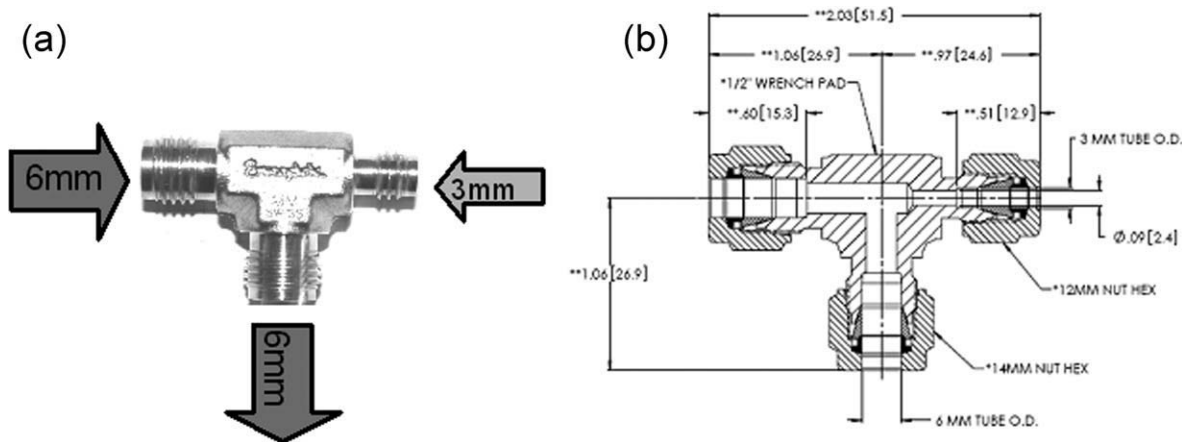 (a)
6mm
3mm
6mm
(b)
**2.03[51.5]
**1.06[26.9]
**.97[24.6]
*1/2" WRENCH PAD
**.60[15.3]
**.51[12.9]
3 MM TUBE O.D.
Ø.09[2.4]
**1.06[26.9]
*12MM NUT HEX
*14MM NUT HEX
6 MM TUBE O.D.